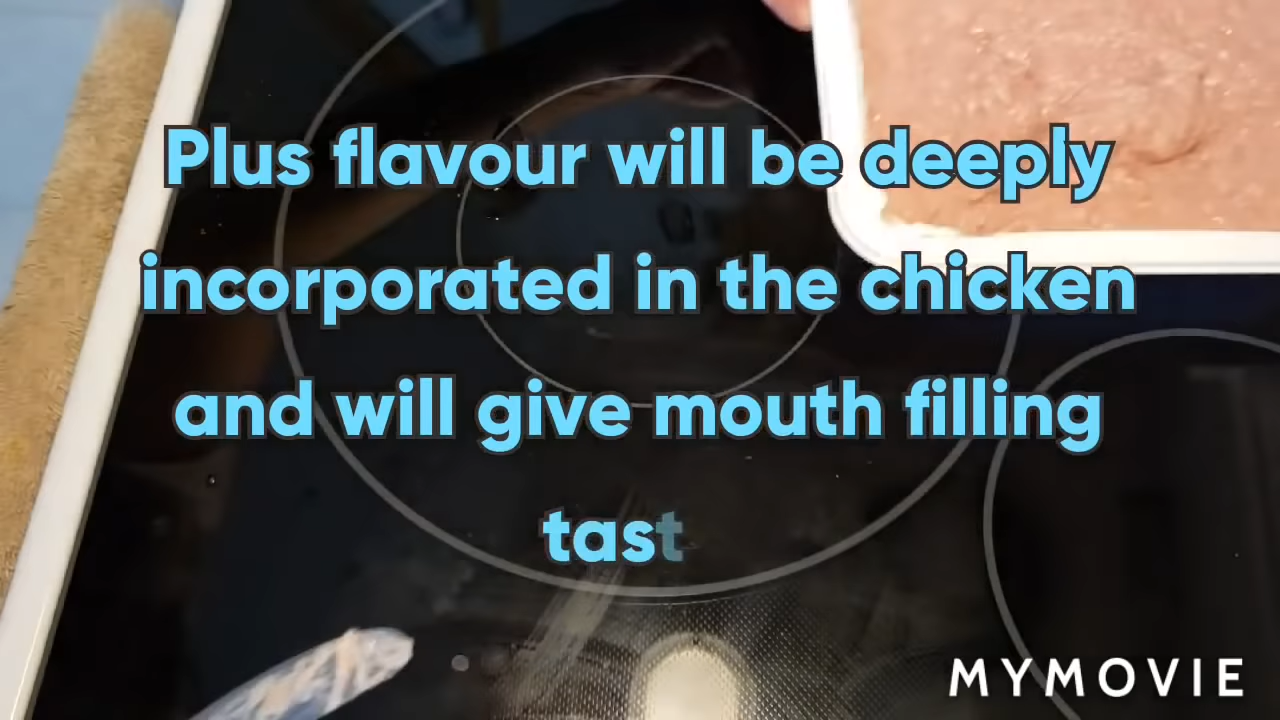 Plus flavour will be deeply
incorporated in the chicken
and will give mouth filling
tast
MYMOVIE